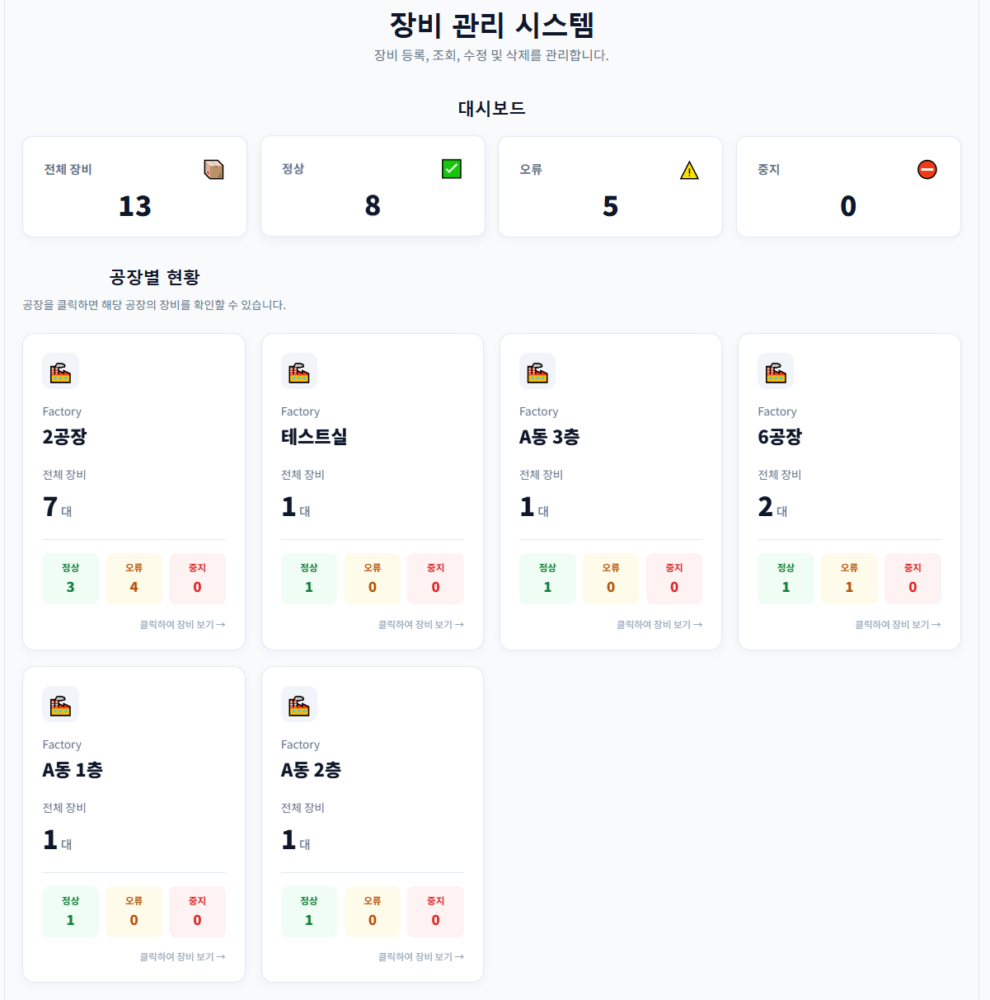 장비 관리 시스템
장비 등록, 조회, 수정 및 삭제를 관리합니다.
대시보드
전체 장비
13
정상
8
오류
5
중지
0
공장별 현황
공장을 클릭하면 해당 공장의 장비를 확인할 수 있습니다.
Factory
2공장
전체 장비
7 대
정상 오류 중지
3 4 0
클릭하여 장비 보기 →
Factory
테스트실
전체 장비
1 대
정상 오류 중지
1 0 0
클릭하여 장비 보기 →
Factory
A동 3층
전체 장비
1 대
정상 오류 중지
1 0 0
클릭하여 장비 보기 →
Factory
6공장
전체 장비
2 대
정상 오류 중지
1 1 0
클릭하여 장비 보기 →
Factory
A동 1층
전체 장비
1 대
정상 오류 중지
1 0 0
클릭하여 장비 보기 →
Factory
A동 2층
전체 장비
1 대
정상 오류 중지
1 0 0
클릭하여 장비 보기 →